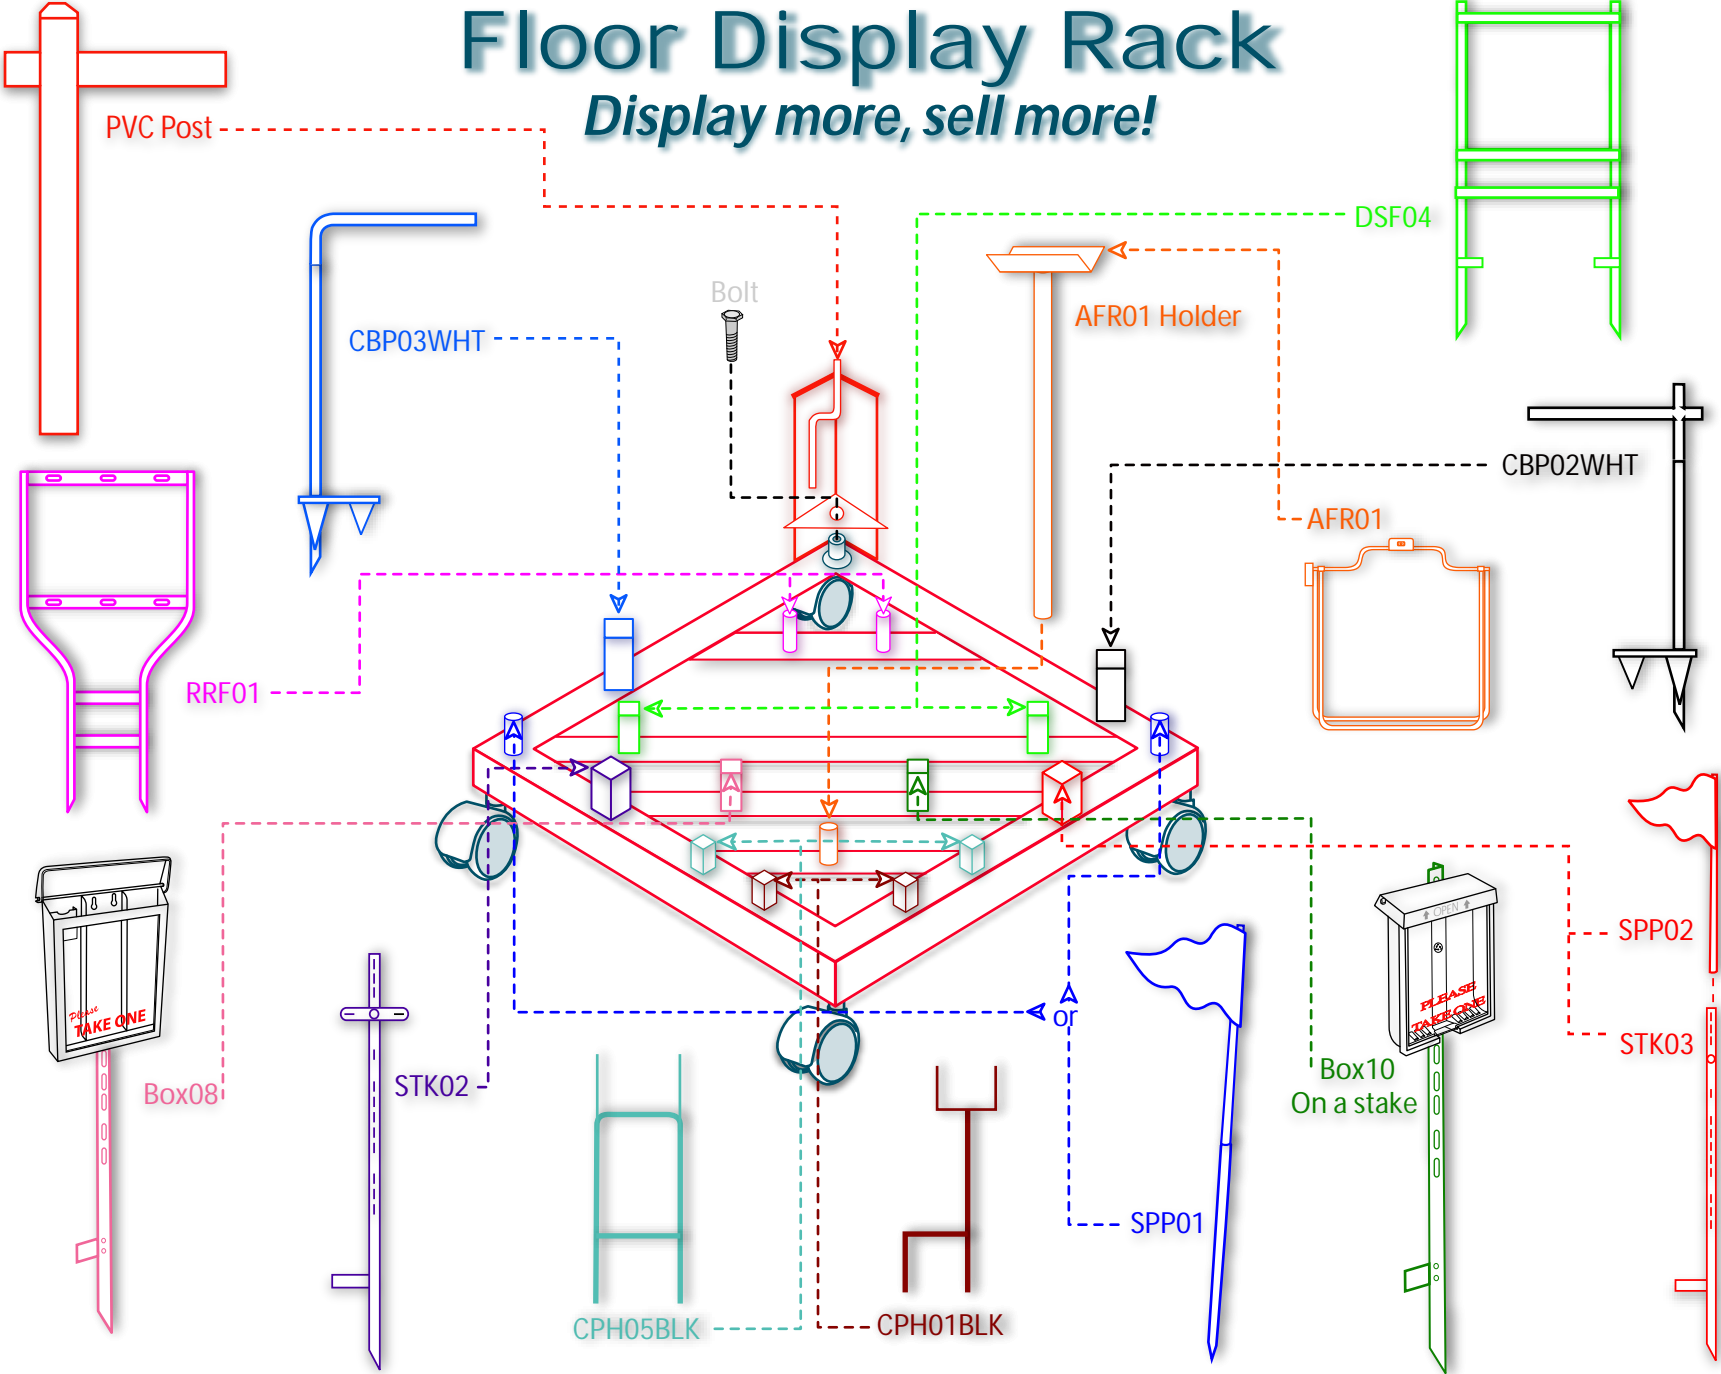 Floor Display Rack
Display more, sell more!
PVC Post
DSF04
Bolt
AFR01 Holder
CBP03WHT
CBP02WHT
AFR01
RRF01
SPP02
PLEASE
TAKE ONE
OPEN
Please
TAKE ONE
or
STK03
Box10
On a stake
STK02
Box08
SPP01
CPH05BLK
CPH01BLK